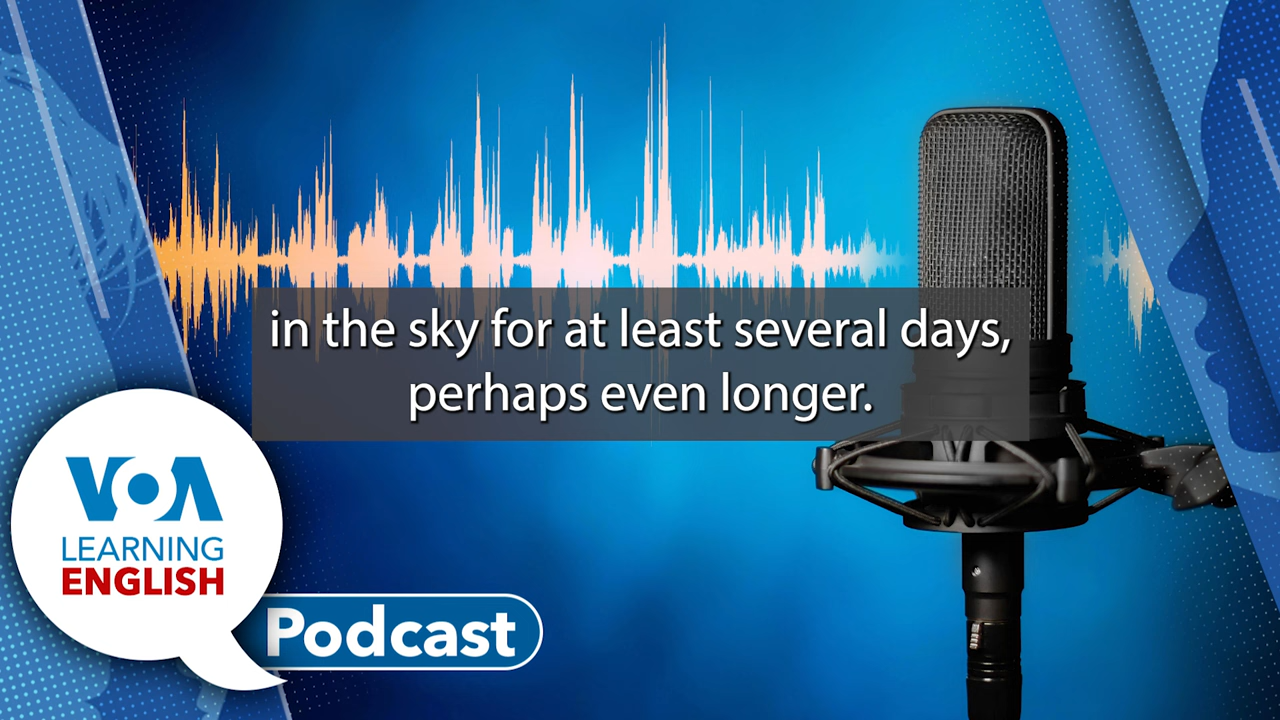 in the sky for at least several days,
perhaps even longer.
VOA
LEARNING
ENGLISH
Podcast